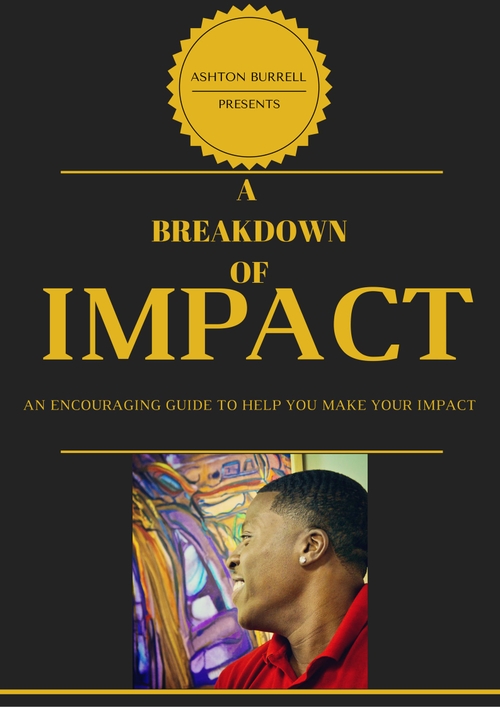 ASHTON BURRELL
PRESENTS
A
BREAKDOWN
OF
IMPACT
AN ENCOURAGING GUIDE TO HELP YOU MAKE YOUR IMPACT